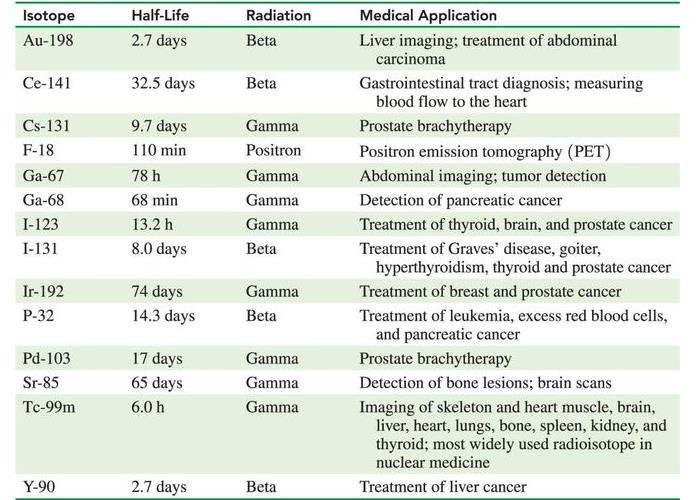 Isotope Half-Life Radiation Medical Application
Au-198 2.7 days Beta Liver imaging; treatment of abdominal
carcinoma
Ce-141 32.5 days Beta Gastrointestinal tract diagnosis; measuring
blood flow to the heart
Cs-131 9.7 days Gamma Prostate brachytherapy
F-18 110 min Positron Positron emission tomography (PET)
Ga-67 78 h Gamma Abdominal imaging; tumor detection
Ga-68 68 min Gamma Detection of pancreatic cancer
I-123 13.2 h Gamma Treatment of thyroid, brain, and prostate cancer
I-131 8.0 days Beta Treatment of Graves’ disease, goiter,
hyperthyroidism, thyroid and prostate cancer
Ir-192 74 days Gamma Treatment of breast and prostate cancer
P-32 14.3 days Beta Treatment of leukemia, excess red blood cells,
and pancreatic cancer
Pd-103 17 days Gamma Prostate brachytherapy
Sr-85 65 days Gamma Detection of bone lesions; brain scans
Tc-99m 6.0 h Gamma Imaging of skeleton and heart muscle, brain,
liver, heart, lungs, bone, spleen, kidney, and
thyroid; most widely used radioisotope in
nuclear medicine
Y-90 2.7 days Beta Treatment of liver cancer